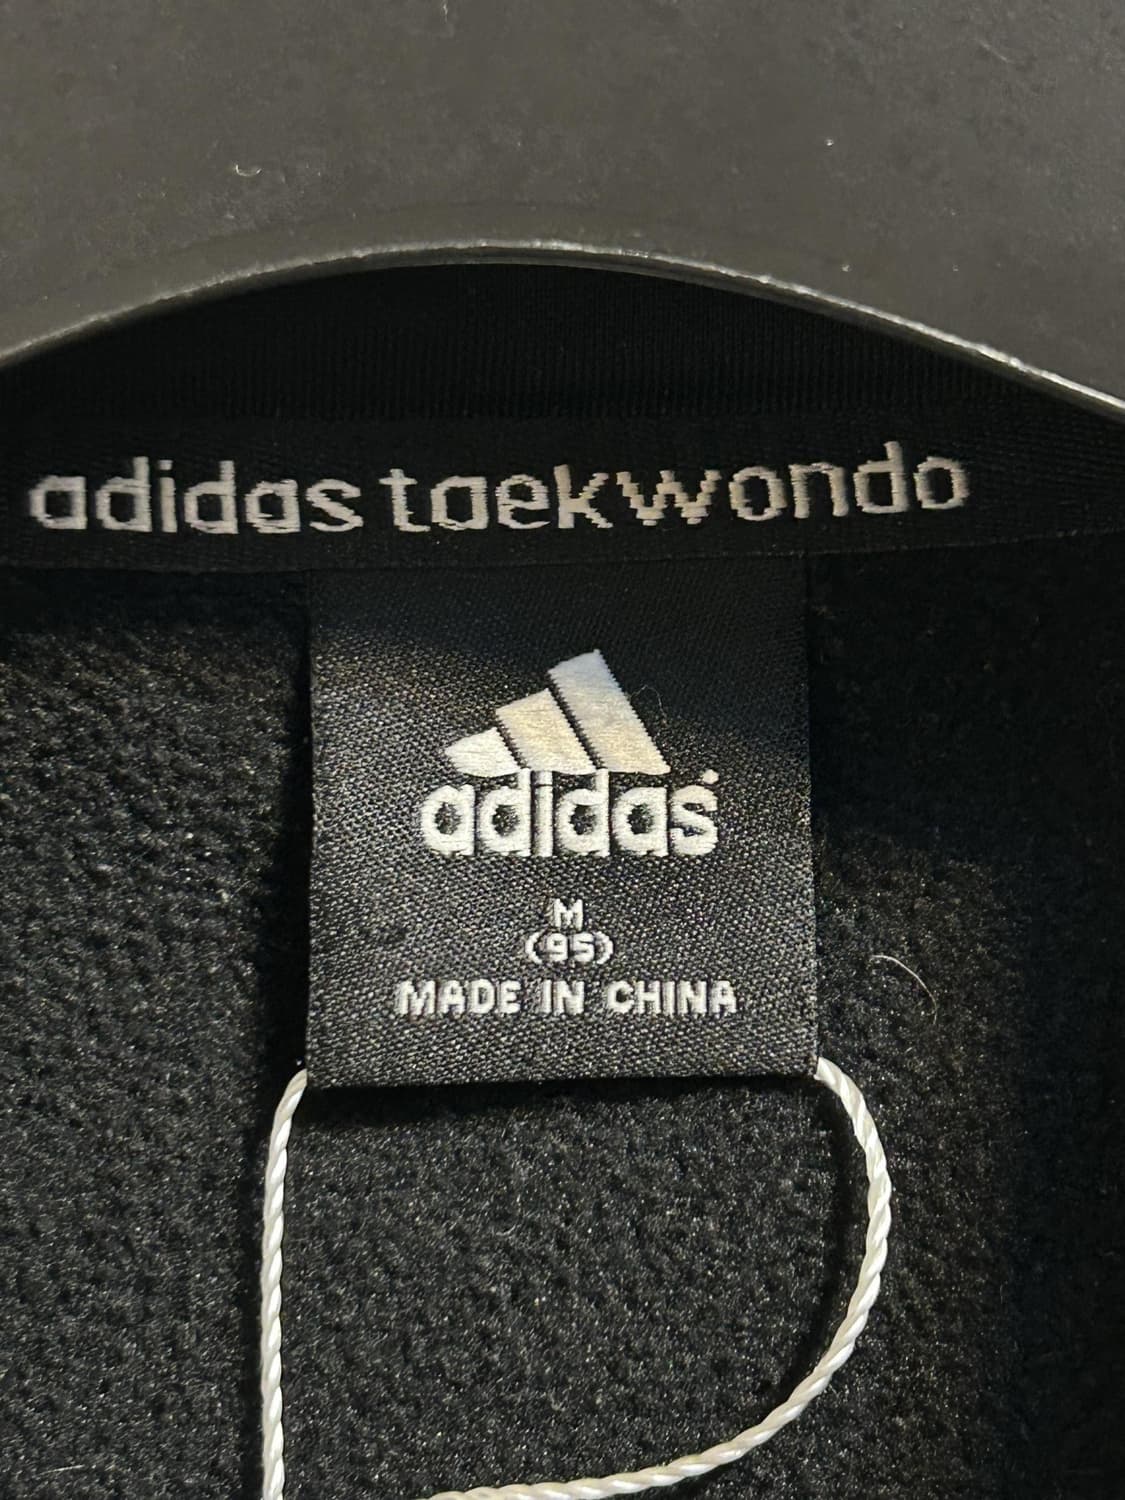 adidas taekwondo
adidas
M
(95)
MADE IN CHINA